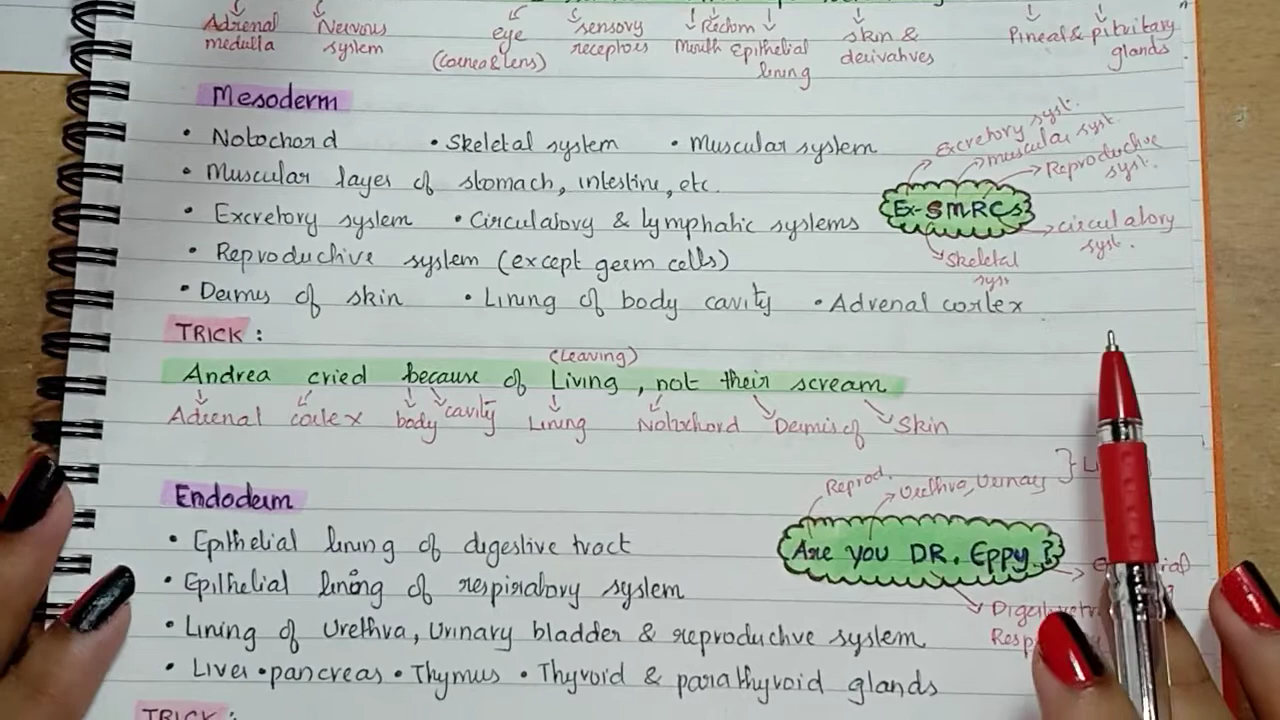 Adrenal medulla Nervous system eye (cornea & lens) sensory receptors Rectum Mouth Epithelial lining skin & derivatives Pineal & pituitary glands
Mesoderm
• Notochord • Skeletal system • Muscular system
• Muscular layer of stomach, intestine, etc.
• Excretory system • Circulatory & lymphatic systems
• Reproductive system (except germ cells)
• Dermis of skin • Lining of body cavity • Adrenal cortex
Excretory syst.
muscular syst.
Reproductive syst.
Ex-SMRCs
circulatory syst.
Skeletal syst
TRICK :
(Leaving)
Andrea cried because of Living, not their scream
Adrenal cortex body cavity Lining Notochord Dermis of Skin
Endoderm
• Epithelial lining of digestive tract
• Epithelial lining of respiratory system
• Lining of Urethra, Urinary bladder & reproductive system
• Liver • pancreas • Thymus • Thyroid & parathyroid glands
Reprod. Urethra, Urinary }
Are you DR. Eppy ?
TRICK :